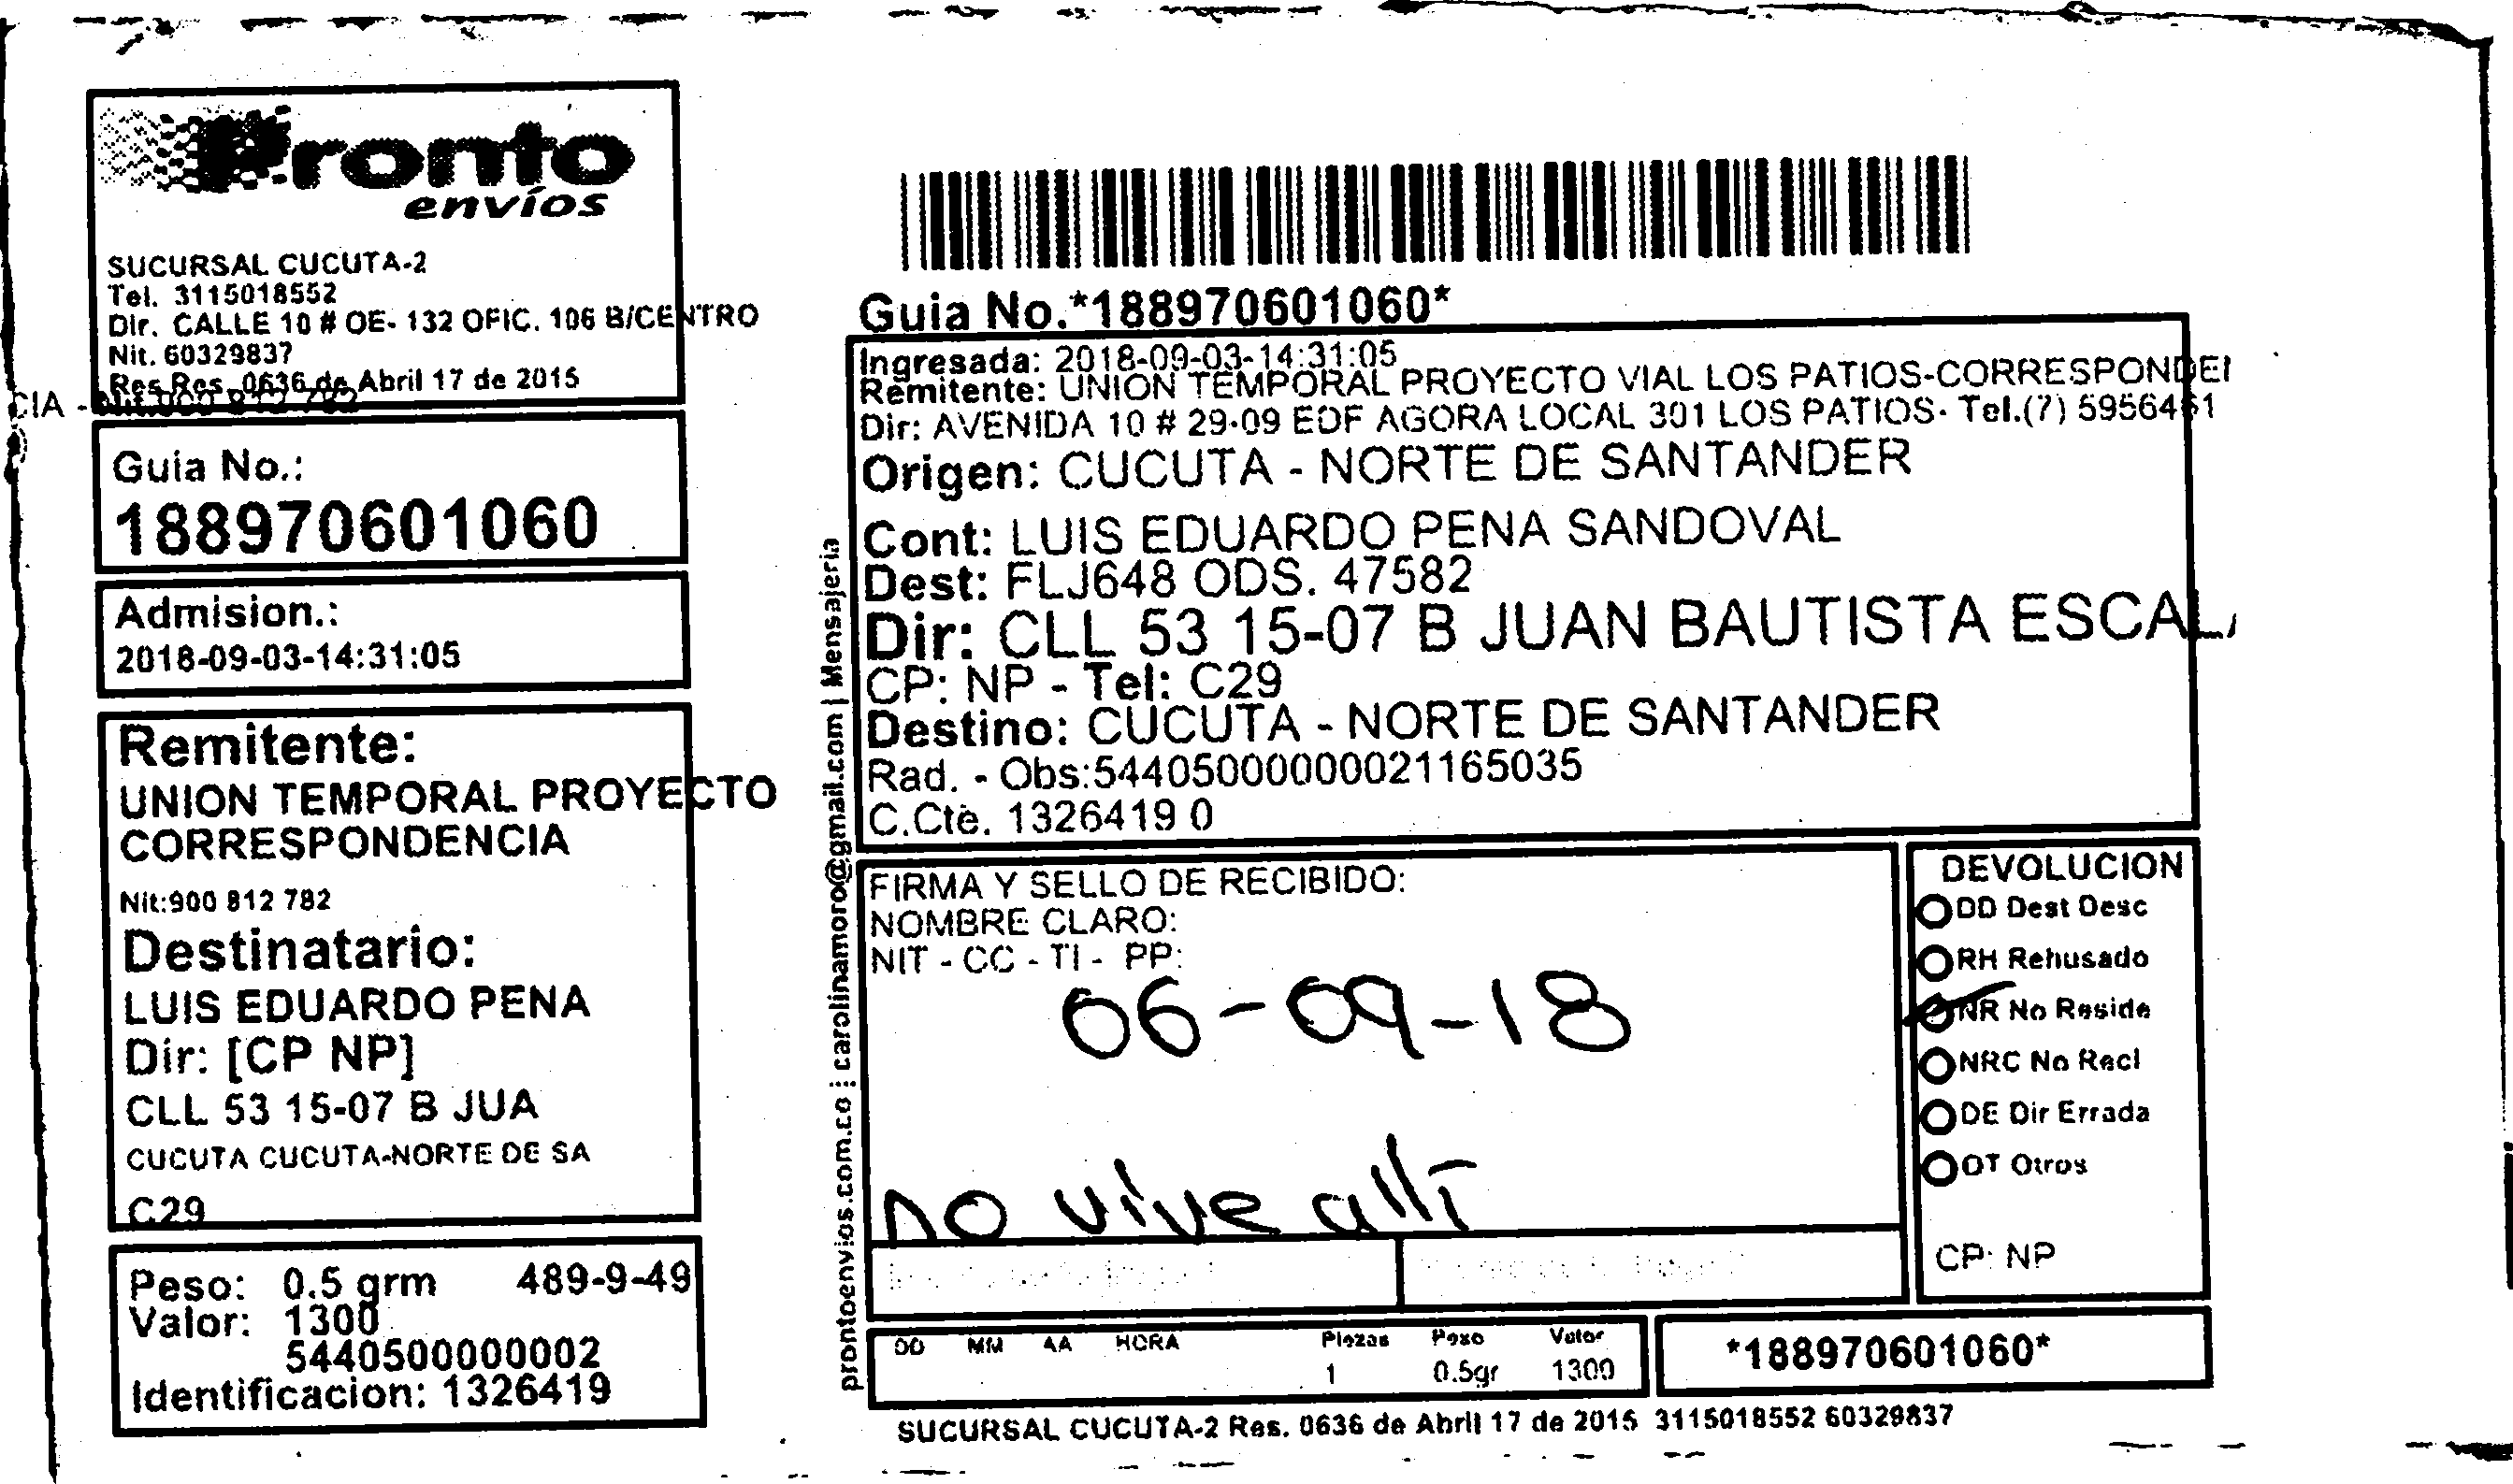 Pronto
envíos
SUCURSAL CUCUTA-2
Tel. 3115018552
Dir. CALLE 10 # OE- 132 OFIC. 106 B/CENTRO
Nit. 60329837
Res Res. 0636 de Abril 17 de 2015
CIA - Nit:900 812 782
Guia No.:
188970601060
Admision.:
2018-09-03-14:31:05
Remitente:
UNION TEMPORAL PROYECTO
CORRESPONDENCIA
Nit:900 812 782
Destinatario:
LUIS EDUARDO PENA
Dir: [CP NP]
CLL 53 15-07 B JUA
CUCUTA CUCUTA-NORTE DE SA
C29
Peso: 0.5 grm 489-9-49
Valor: 1300
5440500000002
Identificacion: 1326419
prontoenvios.com.co | carolinamoro@gmail.com | Mensajeria
Guia No.*188970601060*
Ingresada: 2018-09-03-14:31:05
Remitente: UNION TEMPORAL PROYECTO VIAL LOS PATIOS-CORRESPONDEN
Dir: AVENIDA 10 # 29-09 EDF AGORA LOCAL 301 LOS PATIOS- Tel.(7) 5956461
Origen: CUCUTA - NORTE DE SANTANDER
Cont: LUIS EDUARDO PENA SANDOVAL
Dest: FLJ648 ODS. 47582
Dir: CLL 53 15-07 B JUAN BAUTISTA ESCAL
CP: NP - Tel: C29
Destino: CUCUTA - NORTE DE SANTANDER
Rad. - Obs:54405000000021165035
C.Cte. 1326419 0
FIRMA Y SELLO DE RECIBIDO:
NOMBRE CLARO:
NIT - CC - TI - PP:
06-09-18
no vive allí
DEVOLUCION
DD Dest Desc
RH Rehusado
NR No Reside
NRC No Recl
DE Dir Errada
OT Otros
CP: NP
DD MM AA HORA Piezas Peso Valor
1 0.5gr 1300
*188970601060*
SUCURSAL CUCUTA-2 Res. 0636 de Abril 17 de 2015 3115018552 60329837